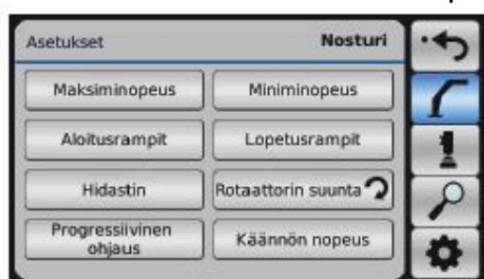 Asetukset Nosturi
Maksiminopeus Miniminopeus
Aloitusrampit Lopetusrampit
Hidastin Rotaattorin suunta
Progressiivinen
ohjaus Käännön nopeus